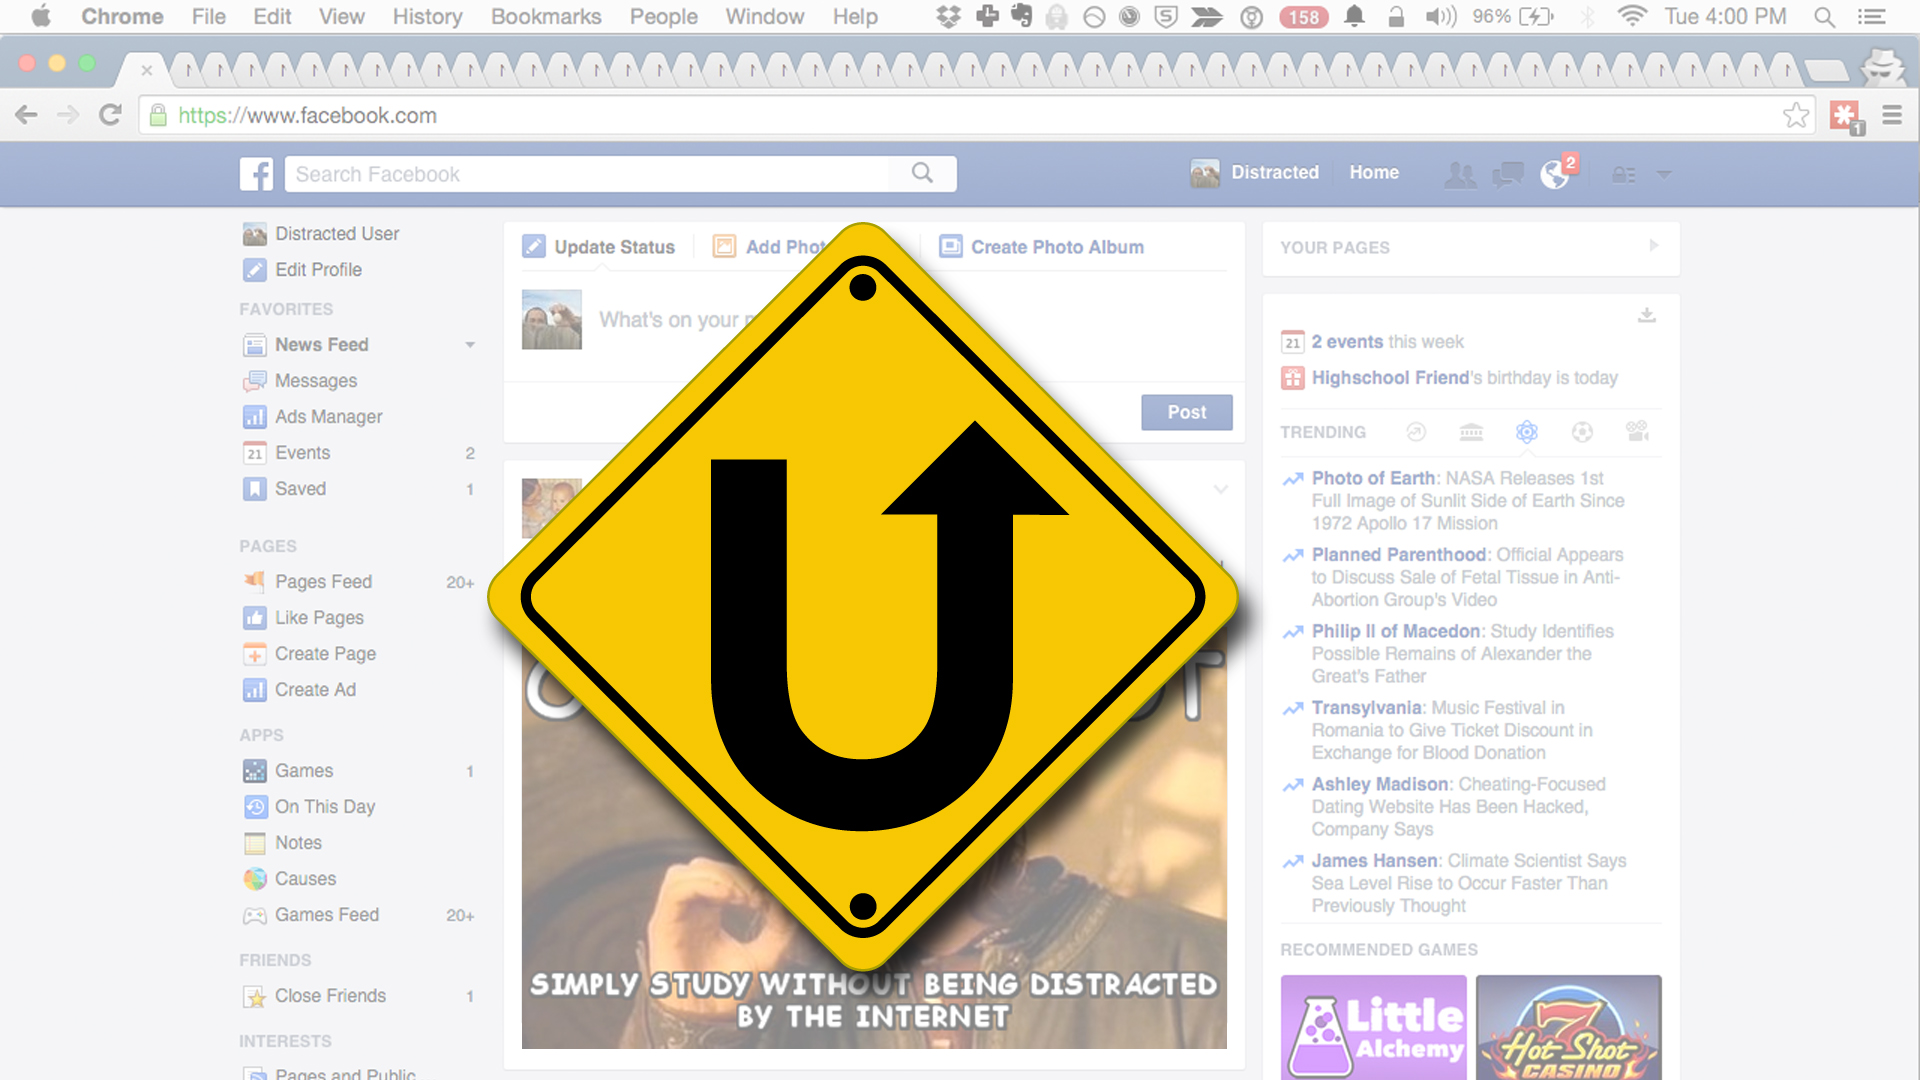 Chrome File Edit View History Bookmarks People Window Help 158 96% Tue 4:00 PM
https://www.facebook.com
1
Search Facebook
Distracted Home 2
Distracted User
Edit Profile
FAVORITES
News Feed
Messages
Ads Manager
21 Events 2
Saved 1
PAGES
Pages Feed 20+
Like Pages
Create Page
Create Ad
APPS
Games 1
On This Day
Notes
Causes
Games Feed 20+
FRIENDS
Close Friends 1
INTERESTS
Pages and Public
Update Status Add Create Photo Album
What's on your
Post
SIMPLY STUDY WITHOUT BEING DISTRACTED
BY THE INTERNET
YOUR PAGES
21 2 events this week
Highschool Friend's birthday is today
TRENDING
Photo of Earth: NASA Releases 1st
Full Image of Sunlit Side of Earth Since
1972 Apollo 17 Mission
Planned Parenthood: Official Appears
to Discuss Sale of Fetal Tissue in Anti-
Abortion Group's Video
Philip II of Macedon: Study Identifies
Possible Remains of Alexander the
Great's Father
Transylvania: Music Festival in
Romania to Give Ticket Discount in
Exchange for Blood Donation
Ashley Madison: Cheating-Focused
Dating Website Has Been Hacked,
Company Says
James Hansen: Climate Scientist Says
Sea Level Rise to Occur Faster Than
Previously Thought
RECOMMENDED GAMES
Little
Alchemy
7
Hot Shot
CASINO